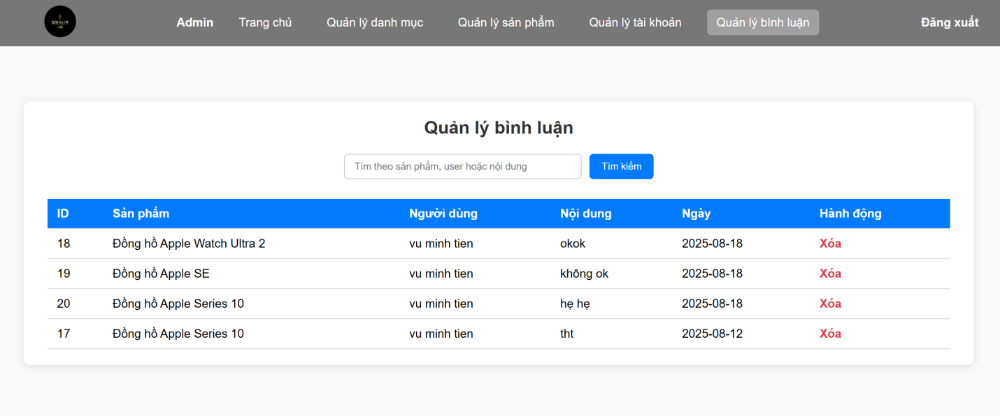 Admin Trang chủ Quản lý danh mục Quản lý sản phẩm Quản lý tài khoản Quản lý bình luận Đăng xuất
Quản lý bình luận
Tìm theo sản phẩm, user hoặc nội dung Tìm kiếm
ID Sản phẩm Người dùng Nội dung Ngày Hành động
18 Đồng hồ Apple Watch Ultra 2 vu minh tien okok 2025-08-18 Xóa
19 Đồng hồ Apple SE vu minh tien không ok 2025-08-18 Xóa
20 Đồng hồ Apple Series 10 vu minh tien hẹ hẹ 2025-08-18 Xóa
17 Đồng hồ Apple Series 10 vu minh tien tht 2025-08-12 Xóa